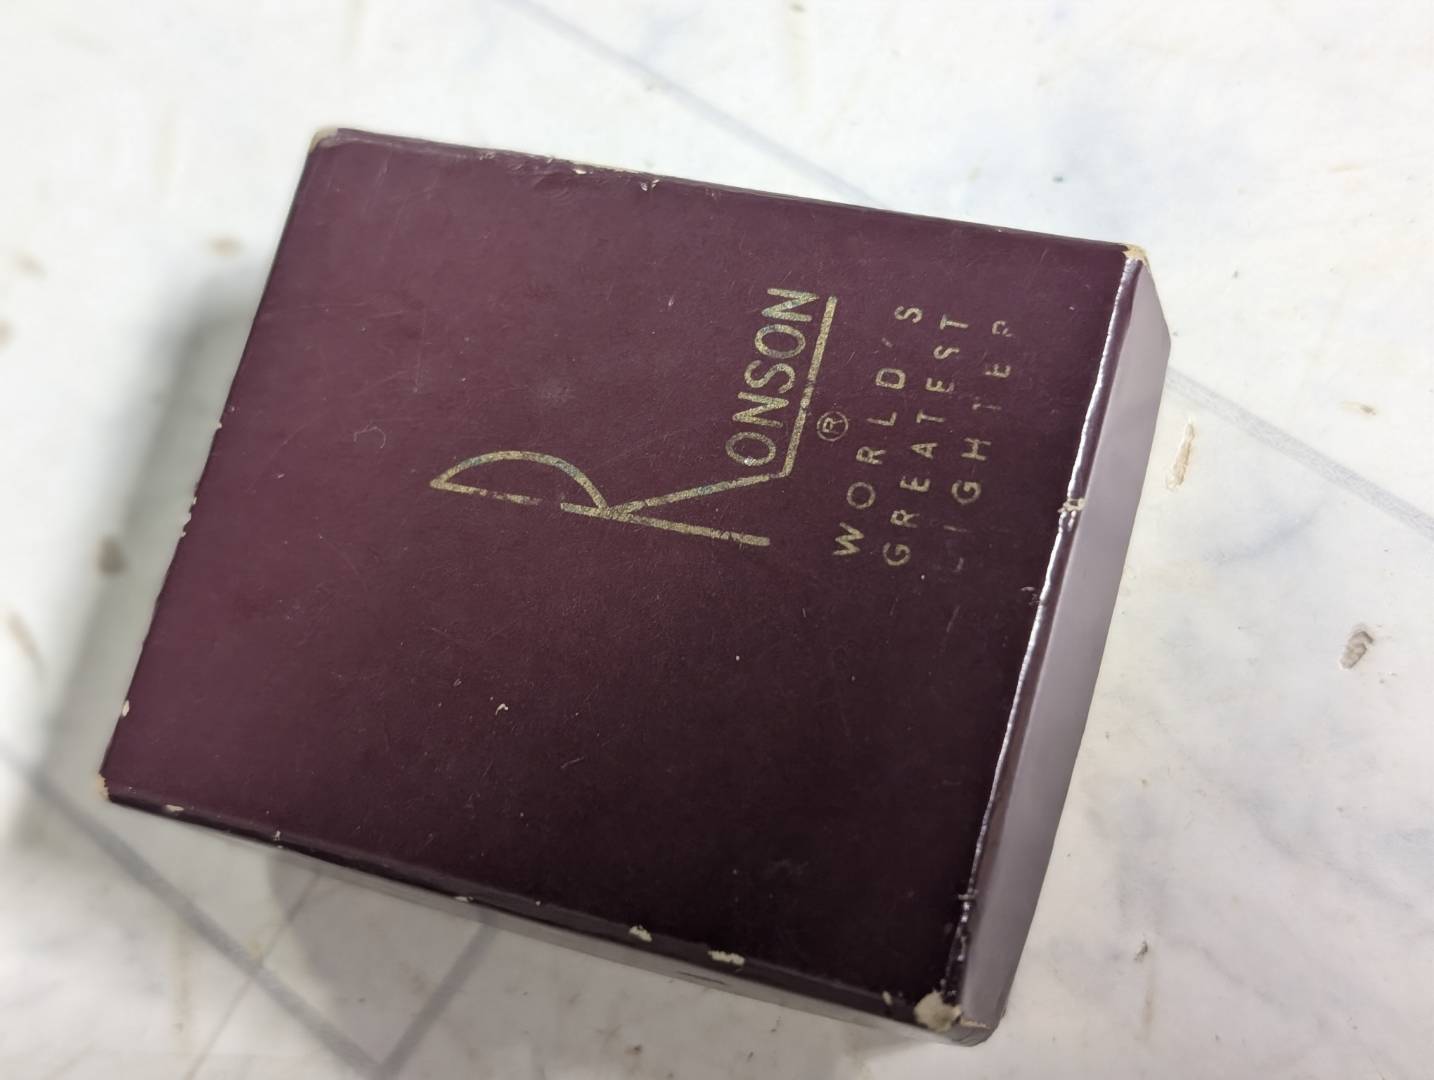 RONSON
®
WORLD'S
GREATEST
LIGHTER